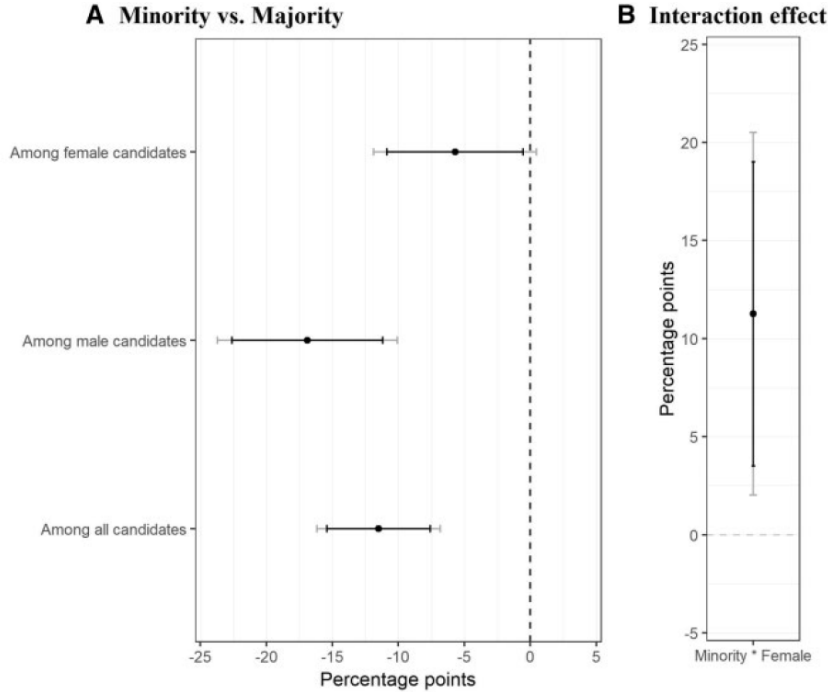 A Minority vs. Majority
Among female candidates
Among male candidates
Among all candidates
-25 -20 -15 -10 -5 0 5
Percentage points
B Interaction effect
25
20
15
10
5
0
-5
Percentage points
Minority * Female